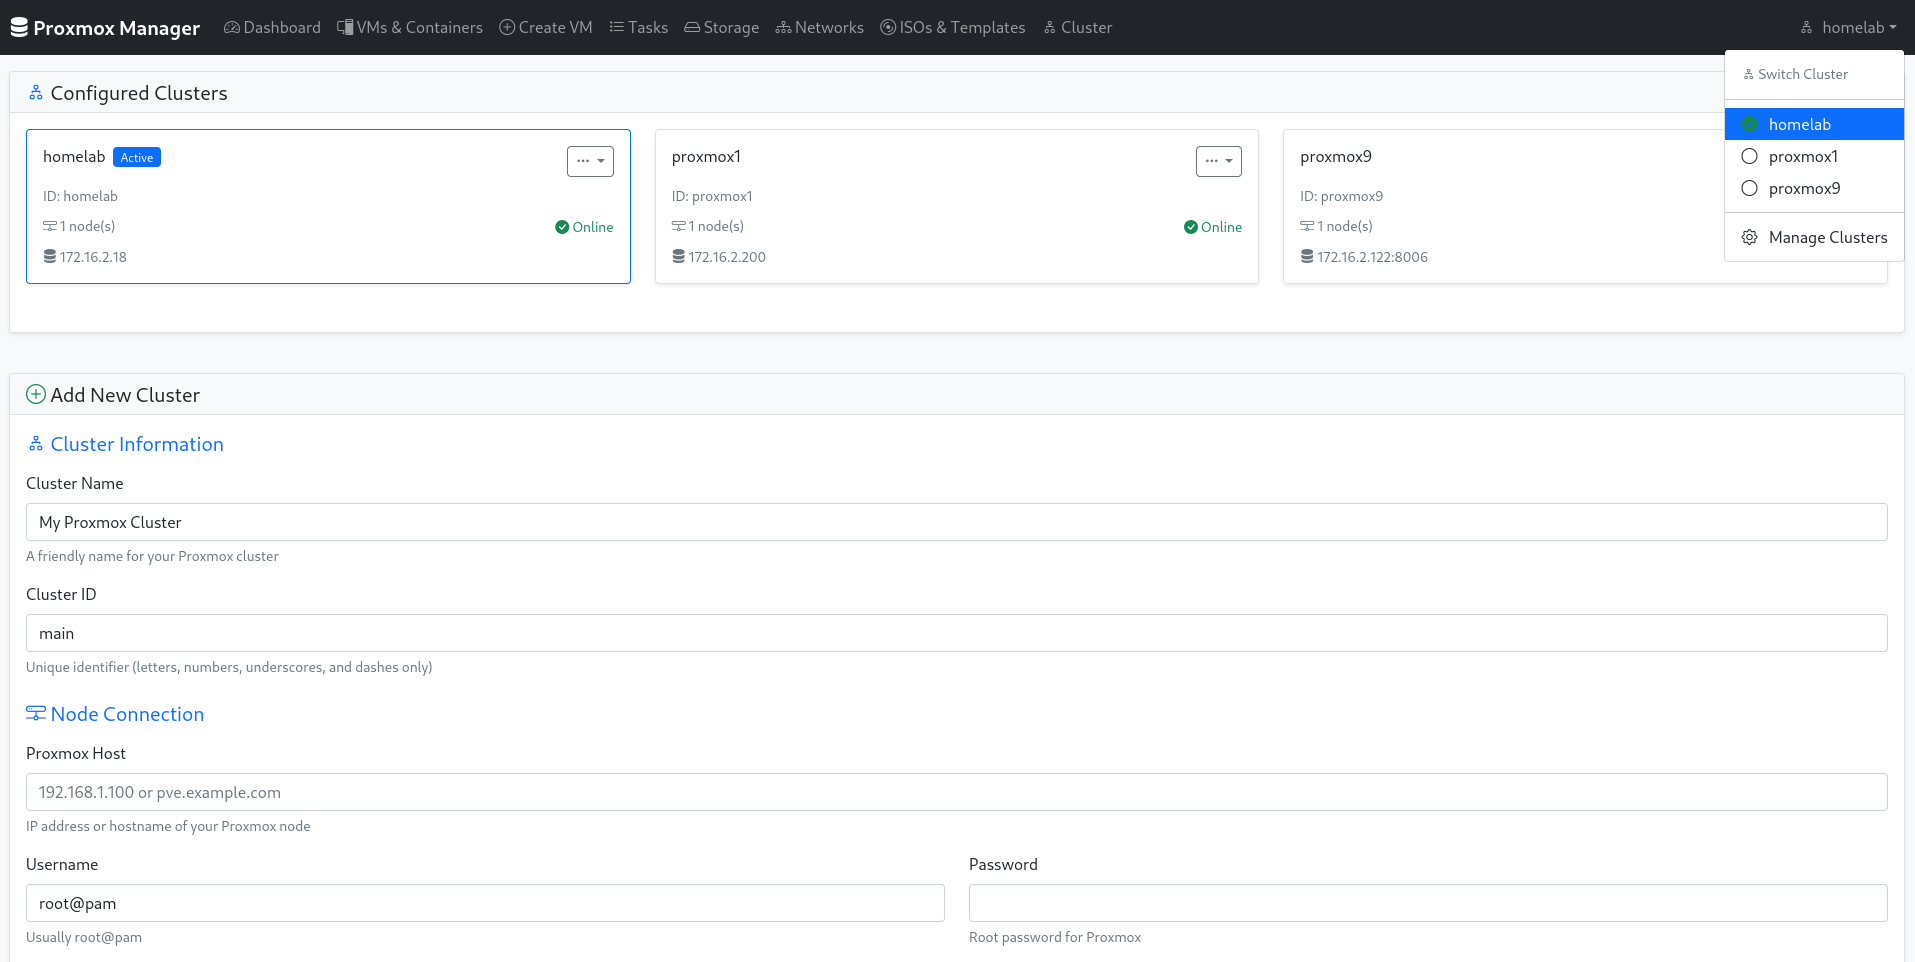 Proxmox Manager Dashboard VMs & Containers Create VM Tasks Storage Networks ISOs & Templates Cluster homelab
Switch Cluster
homelab
proxmox1
proxmox9
Manage Clusters
Configured Clusters
homelab Active ...
ID: homelab
1 node(s) Online
172.16.2.18
proxmox1 ...
ID: proxmox1
1 node(s) Online
172.16.2.200
proxmox9
ID: proxmox9
1 node(s)
172.16.2.122:8006
Add New Cluster
Cluster Information
Cluster Name
My Proxmox Cluster
A friendly name for your Proxmox cluster
Cluster ID
main
Unique identifier (letters, numbers, underscores, and dashes only)
Node Connection
Proxmox Host
192.168.1.100 or pve.example.com
IP address or hostname of your Proxmox node
Username
root@pam
Usually root@pam
Password
Root password for Proxmox